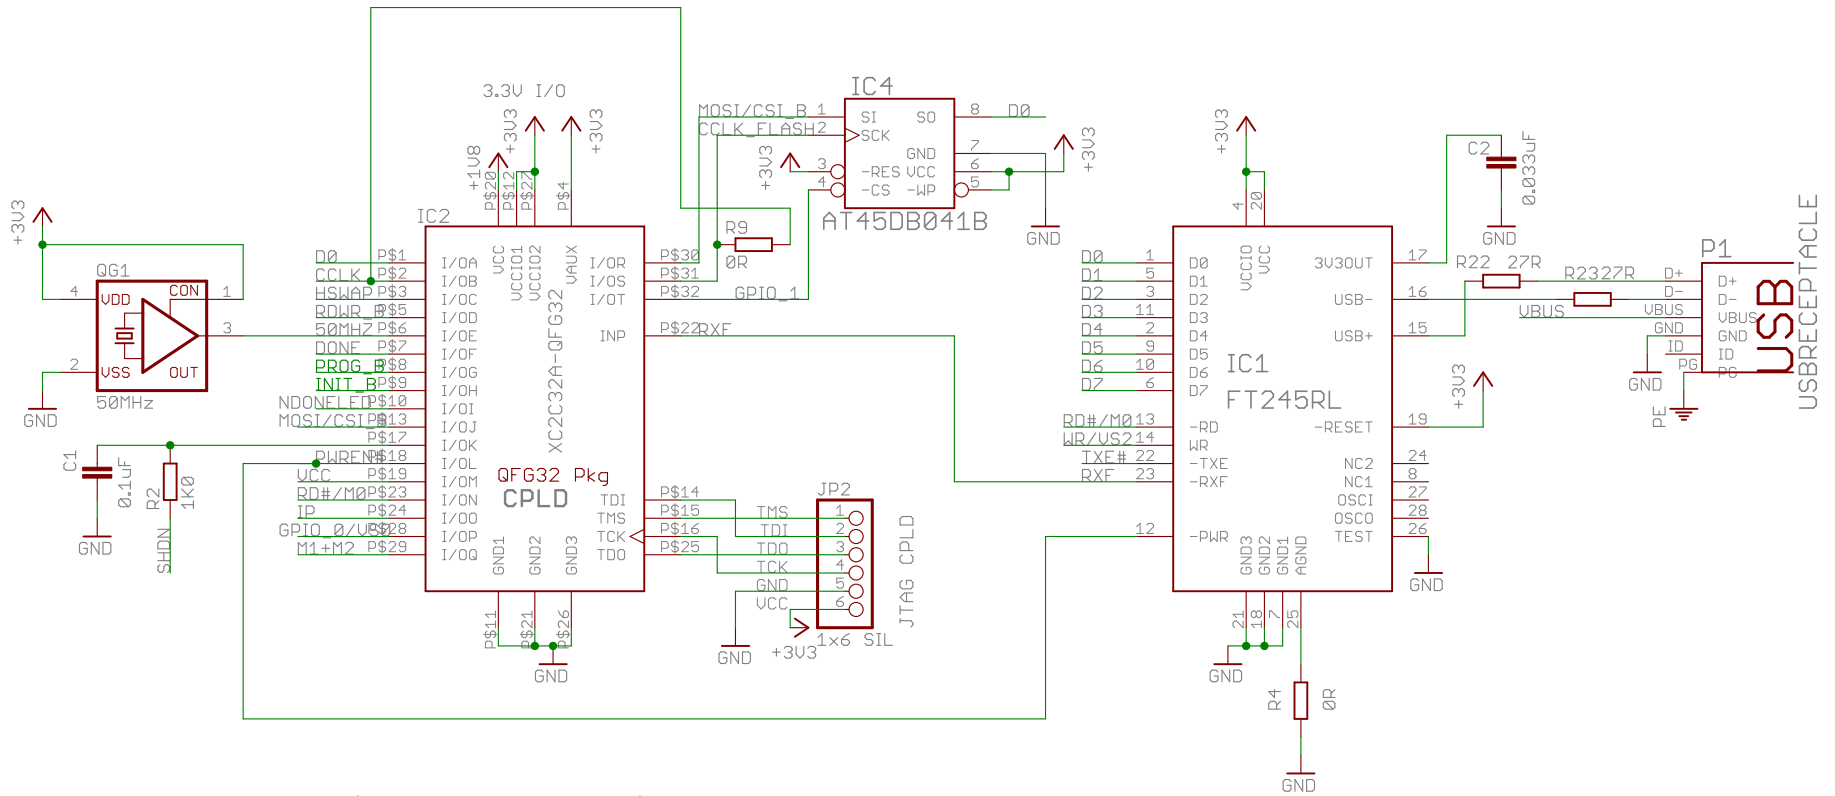 3.3V I/O
+3V3
+3V3
+1V8
P$20
P$12
P$27
P$4
IC2
VCC
VCCIO1
VCCIO2
VAUX
D0 P$1 I/OA
CCLK P$2 I/OB
HSWAP P$3 I/OC
RDWR_B P$5 I/OD
50MHZ P$6 I/OE
DONE P$7 I/OF
PROG_B P$8 I/OG
INIT_B P$9 I/OH
NDONELED P$10 I/OI
MOSI/CSI_B P$13 I/OJ
P$17 I/OK
PWREN# P$18 I/OL
VCC P$19 I/OM
RD#/M0 P$23 I/ON
IP P$24 I/OO
GPIO_0/VS0 P$28 I/OP
M1+M2 P$29 I/OQ
I/OR P$30
I/OS P$31
I/OT P$32 GPIO_1
INP P$22 RXF
XC2C32A-QFG32
QFG32 Pkg
CPLD
TDI P$14
TMS P$15
TCK P$16
TDO P$25
GND1
GND2
GND3
P$11
P$21
P$26
GND
+3V3
QG1
4 VDD CON 1
3
2 VSS OUT
50MHz
GND
C1
0.1uF
GND
R2
1K0
SHDN
IC4
MOSI/CSI_B 1 SI SO 8 D0
CCLK_FLASH 2 SCK
GND 7
+3V3
3 -RES VCC 6
4 -CS -WP 5
+3V3
AT45DB041B
GND
R9
0R
JP2
TMS 1
TDI 2
TDO 3
TCK 4
GND 5
VCC 6
1x6 SIL
JTAG CPLD
GND
+3V3
+3V3
4
20
VCCIO
VCC
D0 1 D0
D1 5 D1
D2 3 D2
D3 11 D3
D4 2 D4
D5 9 D5
D6 10 D6
D7 6 D7
RD#/M0 13 -RD
WR/VS2 14 WR
TXE# 22 -TXE
RXF 23 -RXF
12 -PWR
IC1
FT245RL
3V3OUT 17
USB- 16
USB+ 15
-RESET 19
NC2 24
NC1 8
OSCI 27
OSCO 28
TEST 26
GND3
GND2
GND1
AGND
21
18
7
25
GND
R4
0R
GND
GND
+3V3
C2
0.033uF
GND
R22 27R
R23 27R
VBUS
P1
D+ D+
D- D-
VBUS VBUS
GND GND
ID ID
PG PG
GND
PE
USB
USBRECEPTACLE